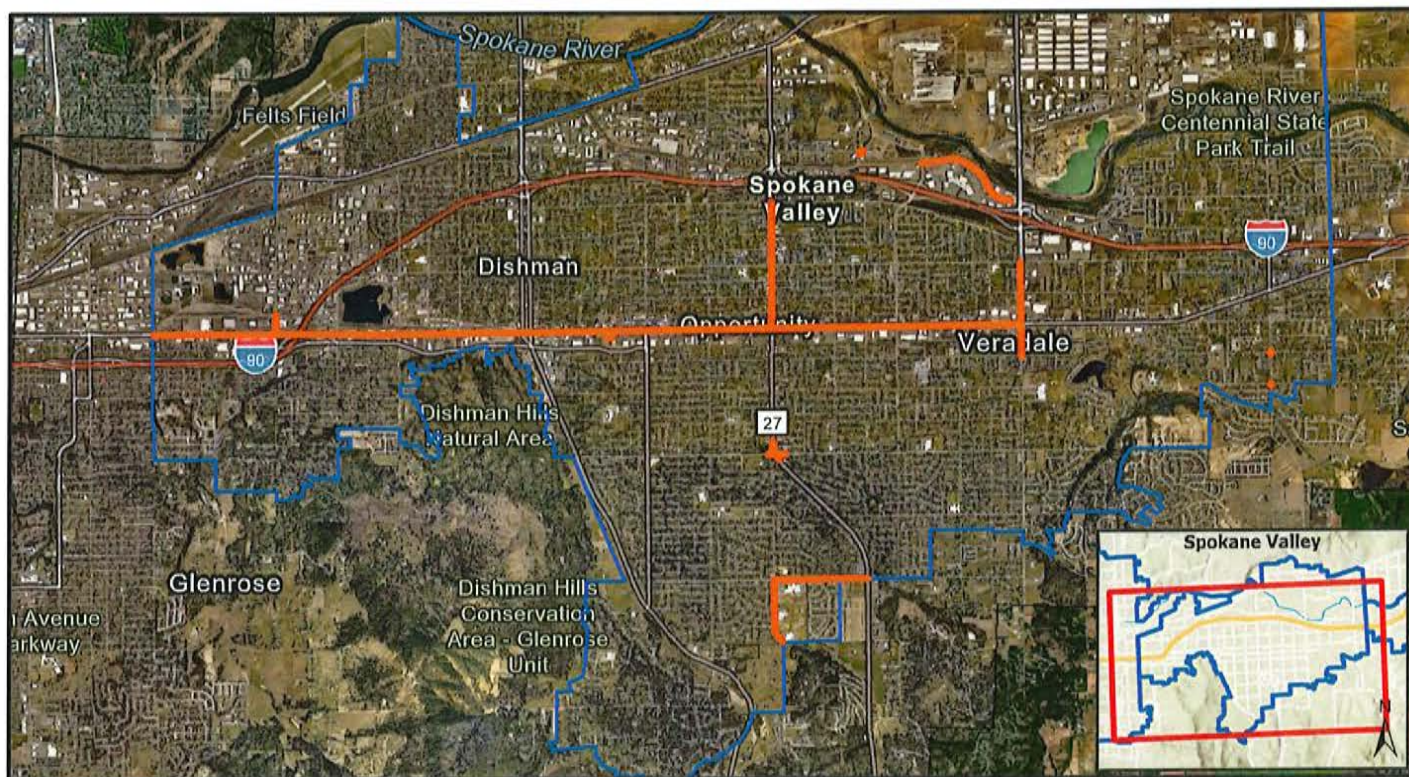 Spokane River
Felts Field
Spokane River
Centennial State
Park Trail
Spokane
Valley
90
Dishman
Opportunity
Veradale
90
Dishman Hills
Natural Area
27
Glenrose
Dishman Hills
Conservation
Area - Glenrose
Unit
Avenue
arkway
Spokane Valley
N